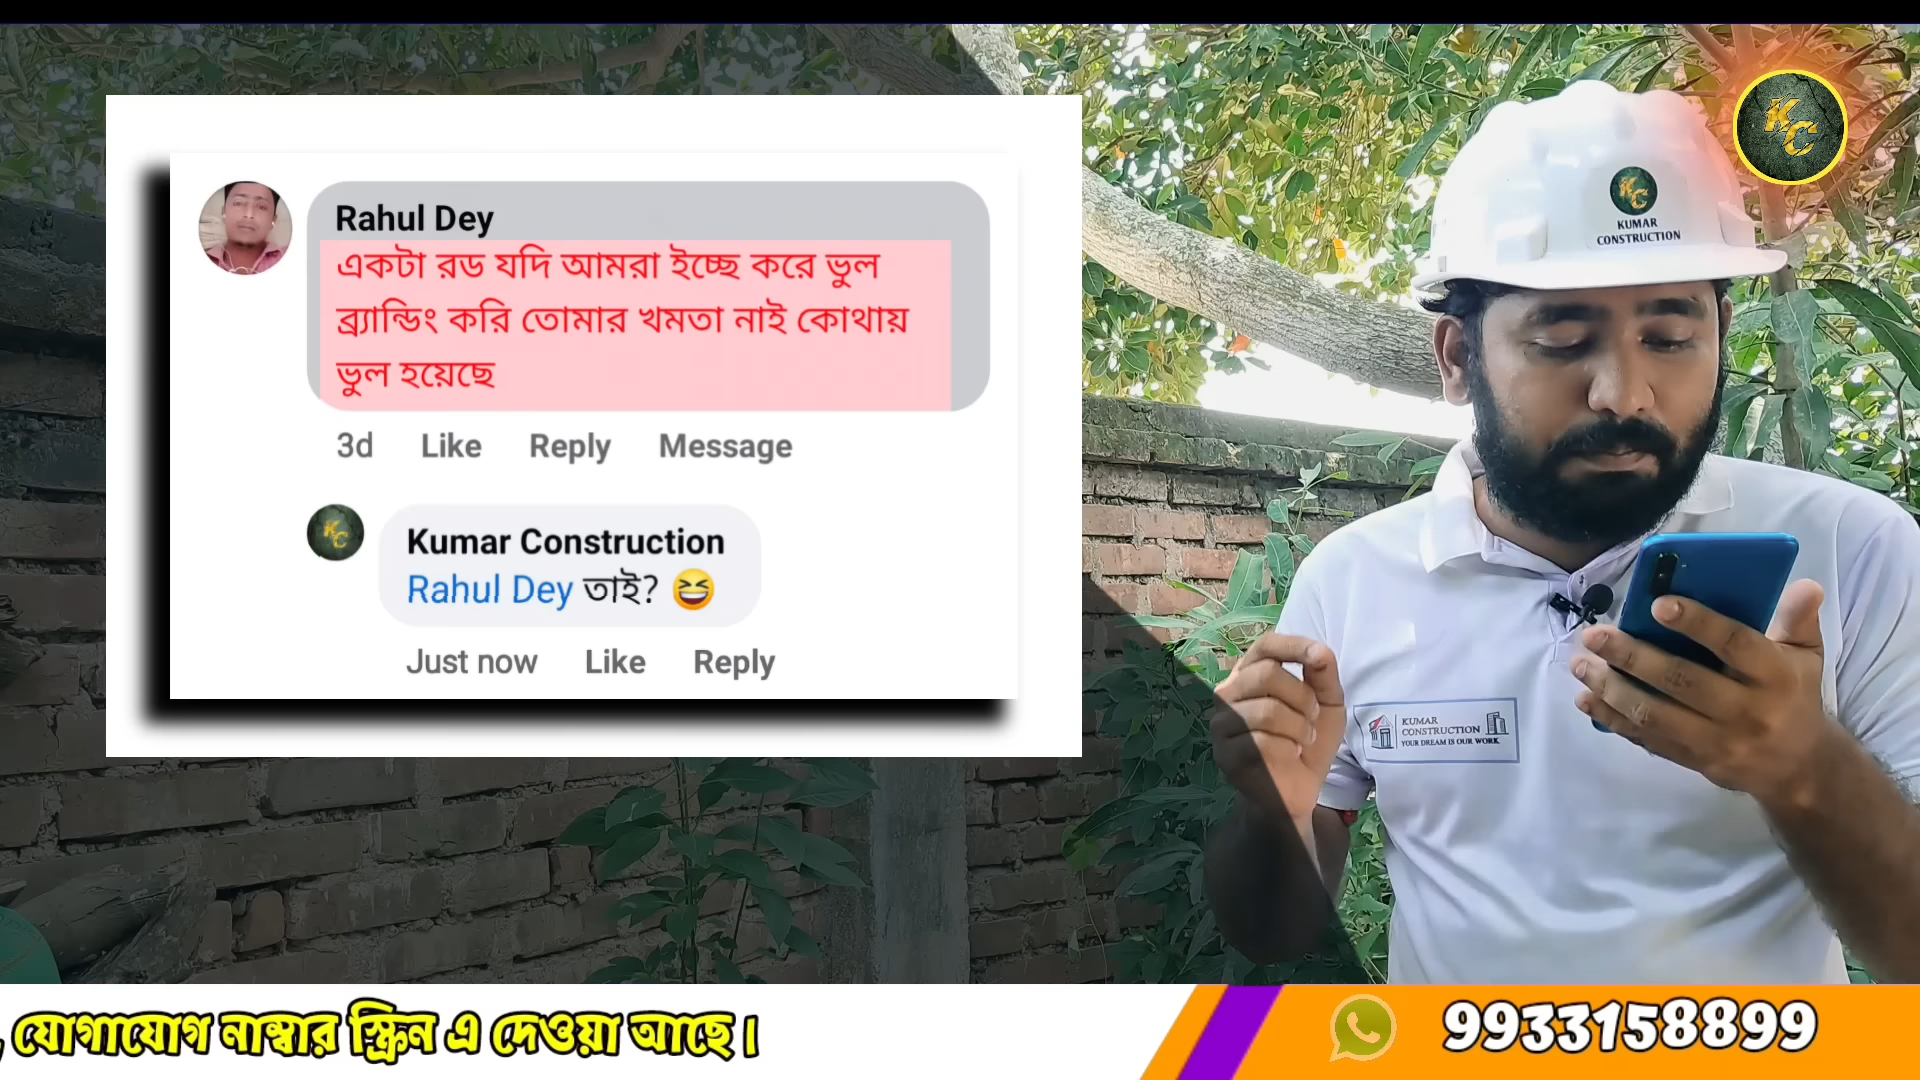 Rahul Dey
একটা রড যদি আমরা ইচ্ছে করে ভুল
ব্র্যান্ডিং করি তোমার খমতা নাই কোথায়
ভুল হয়েছে
3d Like Reply Message
Kumar Construction
Rahul Dey তাই? 😆
Just now Like Reply
KC
KUMAR
CONSTRUCTION
KUMAR
CONSTRUCTION
YOUR DREAM IS OUR WORK
যোগাযোগ নাম্বার স্ক্রিন এ দেওয়া আছে।
9933158899